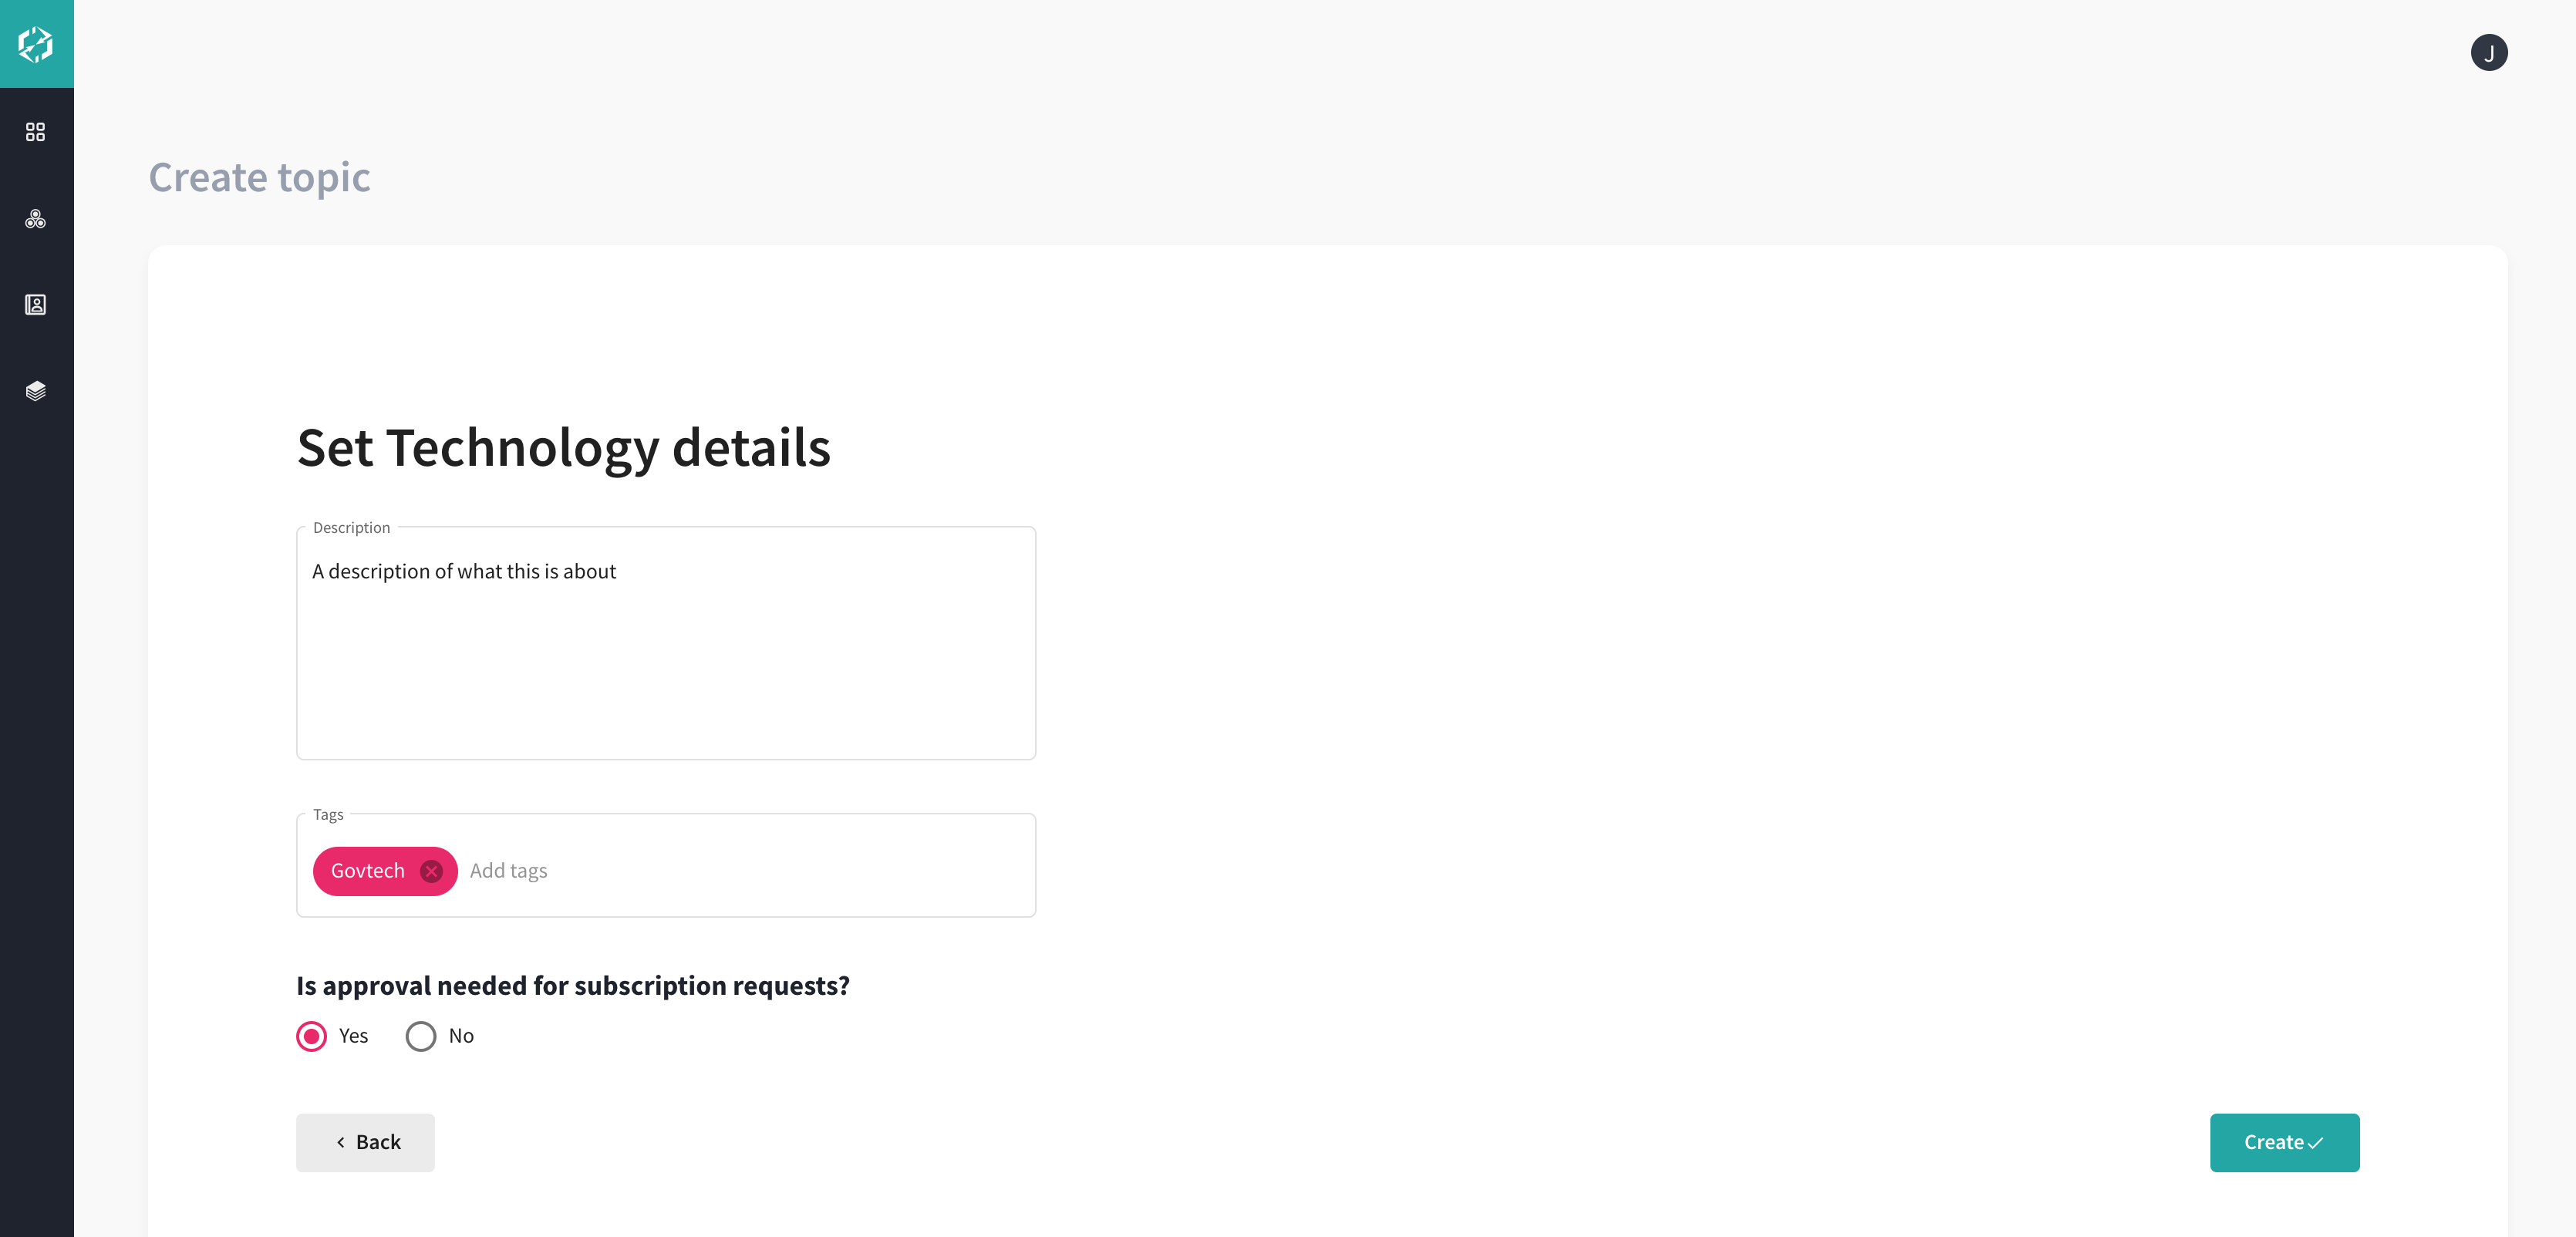 J
Create topic
Set Technology details
Description
A description of what this is about
Tags
Govtech Add tags
Is approval needed for subscription requests?
Yes No
Back Create